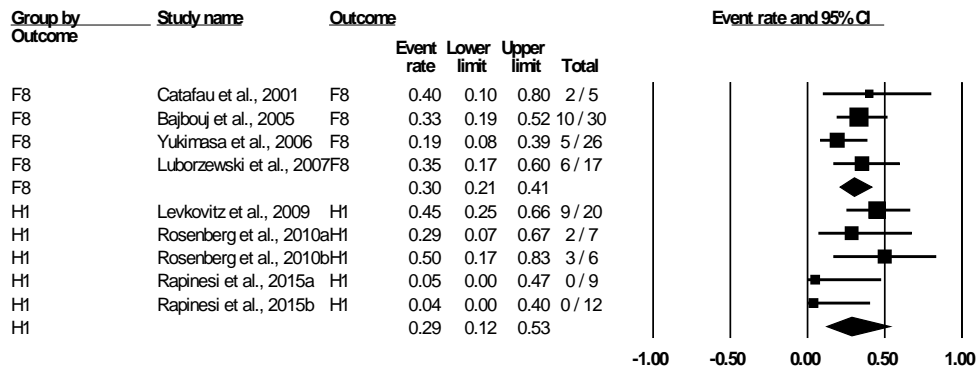 Group by Study name Outcome Event rate and 95% CI
Outcome
Event Lower Upper
rate limit limit Total
F8 Catafau et al., 2001 F8 0.40 0.10 0.80 2 / 5
F8 Bajbouj et al., 2005 F8 0.33 0.19 0.52 10 / 30
F8 Yukimasa et al., 2006 F8 0.19 0.08 0.39 5 / 26
F8 Luborzewski et al., 2007 F8 0.35 0.17 0.60 6 / 17
F8 0.30 0.21 0.41
H1 Levkovitz et al., 2009 H1 0.45 0.25 0.66 9 / 20
H1 Rosenberg et al., 2010a H1 0.29 0.07 0.67 2 / 7
H1 Rosenberg et al., 2010b H1 0.50 0.17 0.83 3 / 6
H1 Rapinesi et al., 2015a H1 0.05 0.00 0.47 0 / 9
H1 Rapinesi et al., 2015b H1 0.04 0.00 0.40 0 / 12
H1 0.29 0.12 0.53
-1.00 -0.50 0.00 0.50 1.00